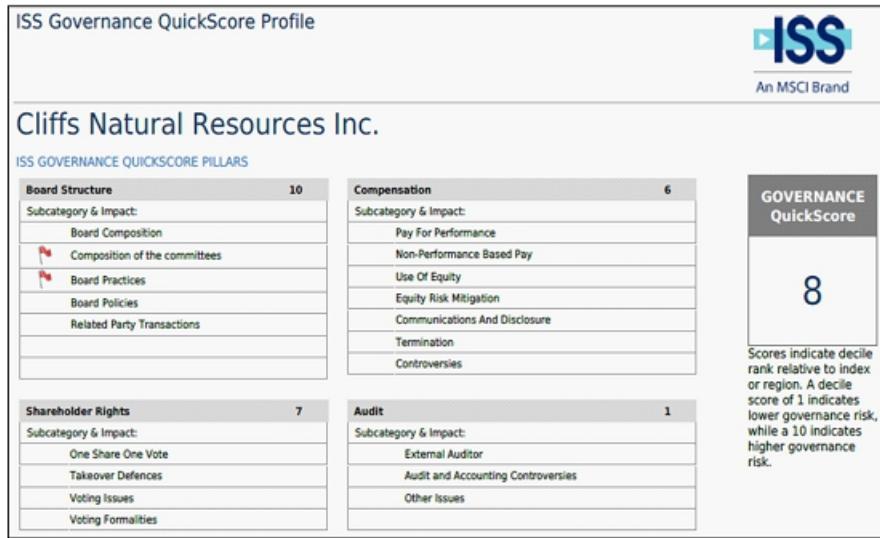 ISS Governance QuickScore Profile
ISS
An MSCI Brand
Cliffs Natural Resources Inc.
ISS GOVERNANCE QUICKSCORE PILLARS
Board Structure 10
Subcategory & Impact:
Board Composition
Composition of the committees
Board Practices
Board Policies
Related Party Transactions
Compensation 6
Subcategory & Impact:
Pay For Performance
Non-Performance Based Pay
Use Of Equity
Equity Risk Mitigation
Communications And Disclosure
Termination
Controversies
GOVERNANCE
QuickScore
8
Scores indicate decile
rank relative to index
or region. A decile
score of 1 indicates
lower governance risk,
while a 10 indicates
higher governance
risk.
Shareholder Rights 7
Subcategory & Impact:
One Share One Vote
Takeover Defences
Voting Issues
Voting Formalities
Audit 1
Subcategory & Impact:
External Auditor
Audit and Accounting Controversies
Other Issues